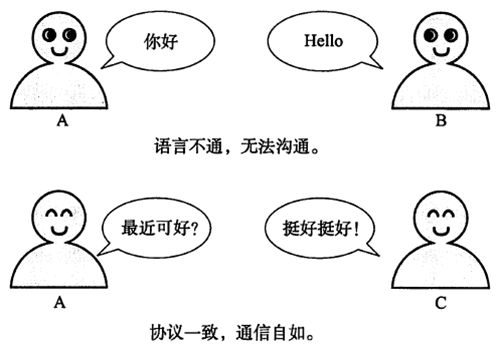 你好
Hello
A
B
语言不通，无法沟通。
最近可好?
挺好挺好!
A
C
协议一致，通信自如。